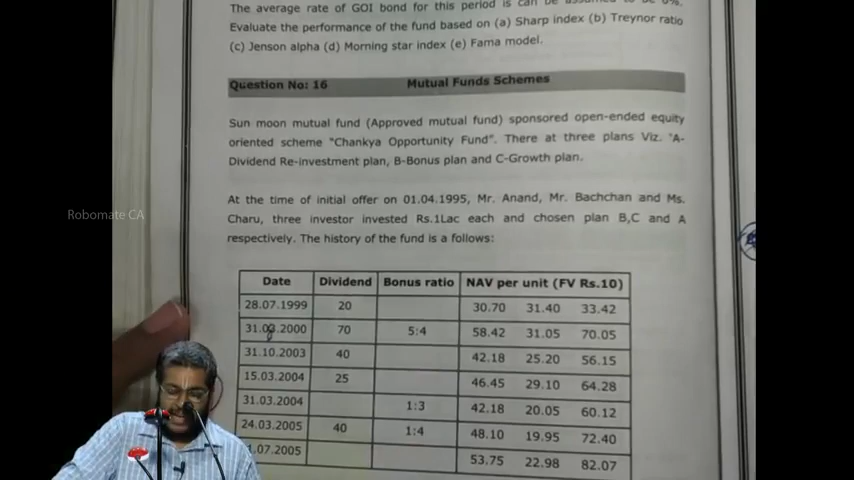 The average rate of GOI bond for this period is can be assumed to be 6%.
Evaluate the performance of the fund based on (a) Sharp index (b) Treynor ratio
(c) Jenson alpha (d) Morning star index (e) Fama model.
Question No: 16 Mutual Funds Schemes
Sun moon mutual fund (Approved mutual fund) sponsored open-ended equity
oriented scheme "Chankya Opportunity Fund". There at three plans Viz. 'A-
Dividend Re-investment plan, B-Bonus plan and C-Growth plan.
At the time of initial offer on 01.04.1995, Mr. Anand, Mr. Bachchan and Ms.
Robomate CA
Charu, three investor invested Rs.1Lac each and chosen plan B,C and A
respectively. The history of the fund is a follows:
Date Dividend Bonus ratio NAV per unit (FV Rs.10)
28.07.1999 20 30.70 31.40 33.42
31.03.2000 70 5:4 58.42 31.05 70.05
31.10.2003 40 42.18 25.20 56.15
15.03.2004 25 46.45 29.10 64.28
31.03.2004 1:3 42.18 20.05 60.12
24.03.2005 40 1:4 48.10 19.95 72.40
1.07.2005 53.75 22.98 82.07